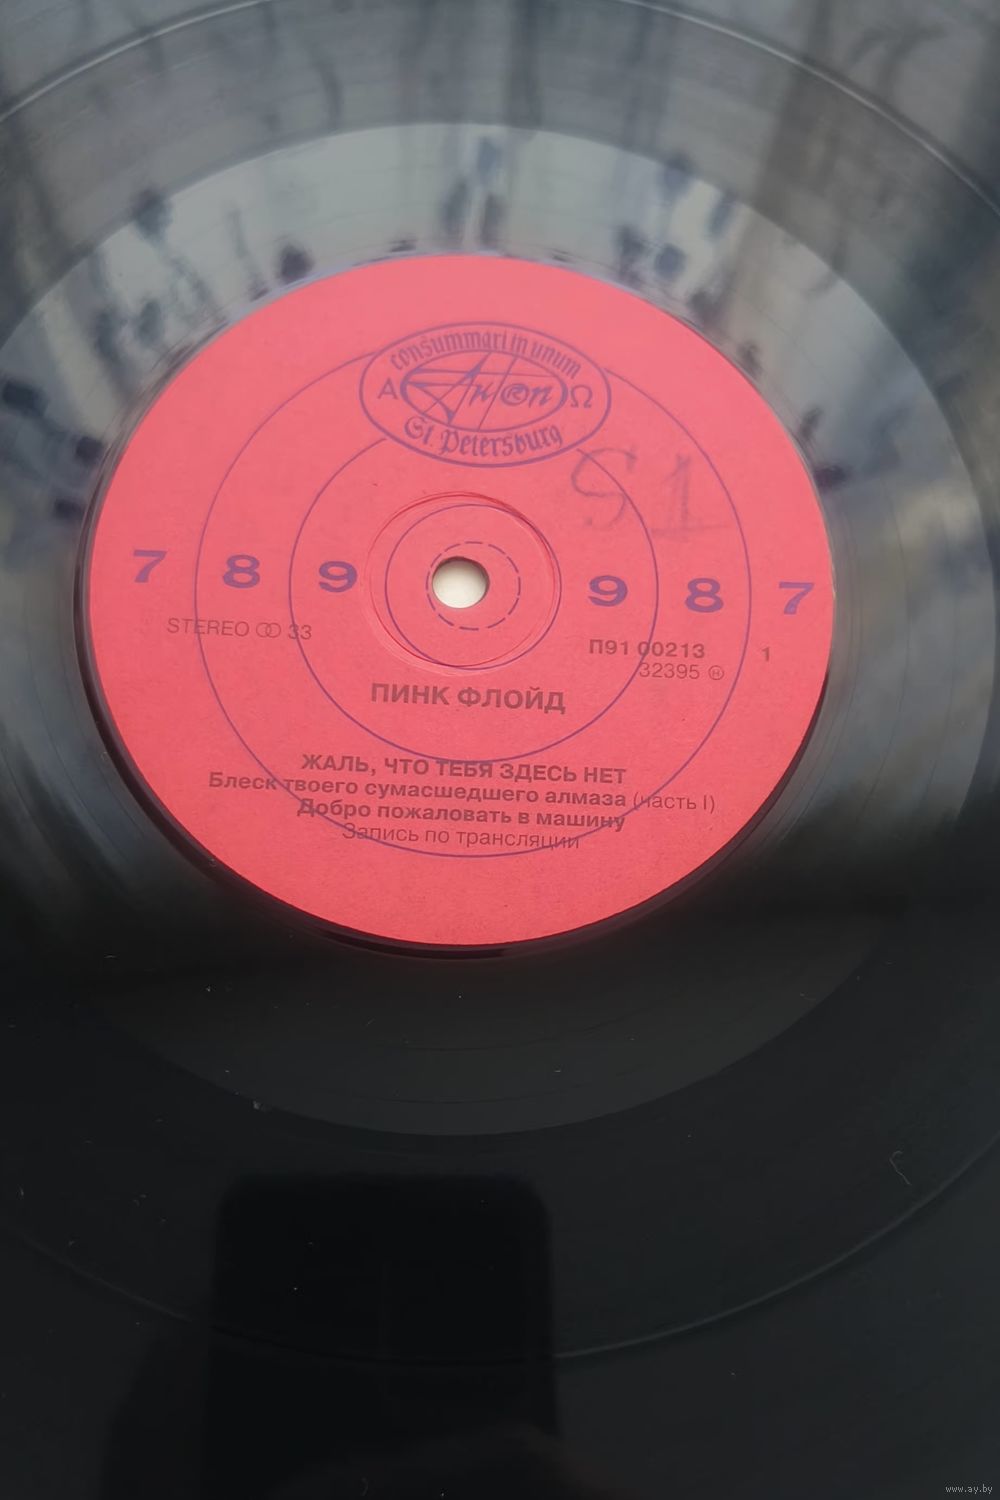 consummari in unum
Α АнТроп Ω
St. Petersburg
S1
7 8 9 9 8 7
STEREO 33
П91 00213 1
32395 Ⓗ
ПИНК ФЛОЙД
ЖАЛЬ, ЧТО ТЕБЯ ЗДЕСЬ НЕТ
Блеск твоего сумасшедшего алмаза (часть I)
Добро пожаловать в машину
Запись по трансляции
www.ay.by